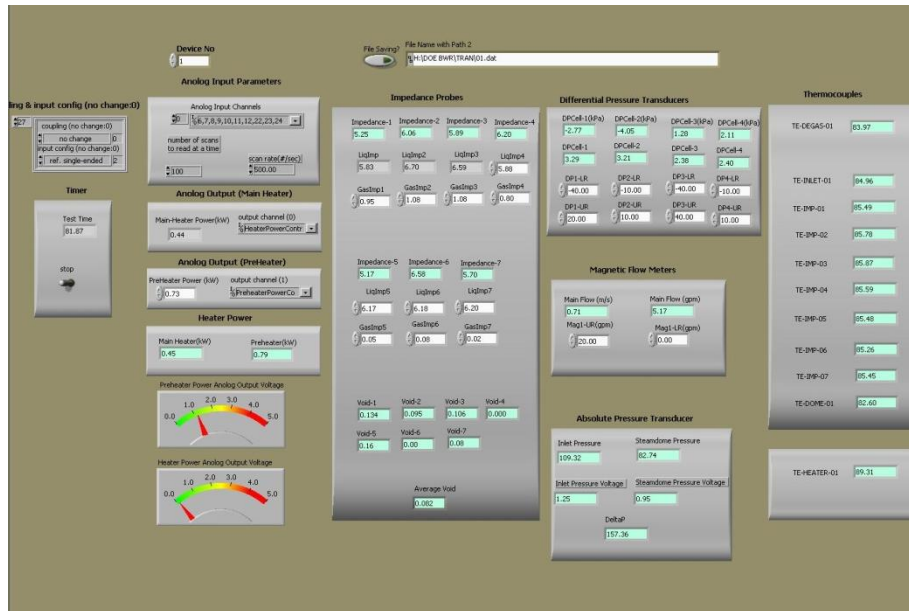 Device No
1
File Saving?
File Name with Path 2
H:\DOE BWR\TRAN\01.dat
Anolog Input Parameters
ling & input config (no change:0)
27
coupling (no change:0)
no change 0
input config (no change:0)
ref. single-ended 2
Anolog Input Channels
0 6,7,8,9,10,11,12,22,23,24
number of scans
to read at a time
100
scan rate(#/sec)
500.00
Timer
Test Time
81.87
stop
Anolog Output (Main Heater)
Main-Heater Power(kW)
0.44
output channel (0)
HeaterPowerContr
Anolog Output (PreHeater)
PreHeater Power (kW)
0.73
output channel (1)
PreheaterPowerCo
Heater Power
Main Heater(kW) Preheater(kW)
0.45 0.79
Preheater Power Analog Output Voltage
0.0 1.0 2.0 3.0 4.0 5.0
Heater Power Analog Output Voltage
0.0 1.0 2.0 3.0 4.0 5.0
Impedance Probes
Impedance-1 Impedance-2 Impedance-3 Impedance-4
5.25 6.06 5.89 6.20
LiqImp LiqImp2 LiqImp3 LiqImp4
5.83 6.70 6.59 5.88
GasImp1 GasImp2 GasImp3 GasImp4
0.95 1.08 1.08 0.80
Impedance-5 Impedance-6 Impedance-7
5.17 6.58 5.70
LiqImp5 LiqImp6 LiqImp7
6.17 6.18 6.20
GasImp5 GasImp6 GasImp7
0.05 0.08 0.02
Void-1 Void-2 Void-3 Void-4
0.134 0.095 0.106 0.000
Void-5 Void-6 Void-7
0.16 0.00 0.08
Average Void
0.082
Differential Pressure Transducers
DPCell-1(kPa) DPCell-2(kPa) DPCell-3(kPa) DPCell-4(kPa)
-2.77 -4.05 1.28 2.11
DPCell-1 DPCell-2 DPCell-3 DPCell-4
3.29 3.21 2.38 2.40
DP1-LR DP2-LR DP3-LR DP4-LR
-40.00 -10.00 -40.00 -10.00
DP1-UR DP2-UR DP3-UR DP4-UR
20.00 10.00 40.00 10.00
Magnetic Flow Meters
Main Flow (m/s) Main Flow (gpm)
0.71 5.17
Mag1-UR(gpm) Mag1-LR(gpm)
20.00 0.00
Absolute Pressure Transducer
Inlet Pressure Steamdome Pressure
109.32 82.74
Inlet Pressure Voltage Steamdome Pressure Voltage
1.25 0.95
DeltaP
157.36
Thermocouples
TE-DEGAS-01 83.97
TE-INLET-01 84.96
TE-IMP-01 85.49
TE-IMP-02 85.78
TE-IMP-03 85.87
TE-IMP-04 85.59
TE-IMP-05 85.48
TE-IMP-06 85.26
TE-IMP-07 85.45
TE-DOME-01 82.60
TE-HEATER-01 89.31